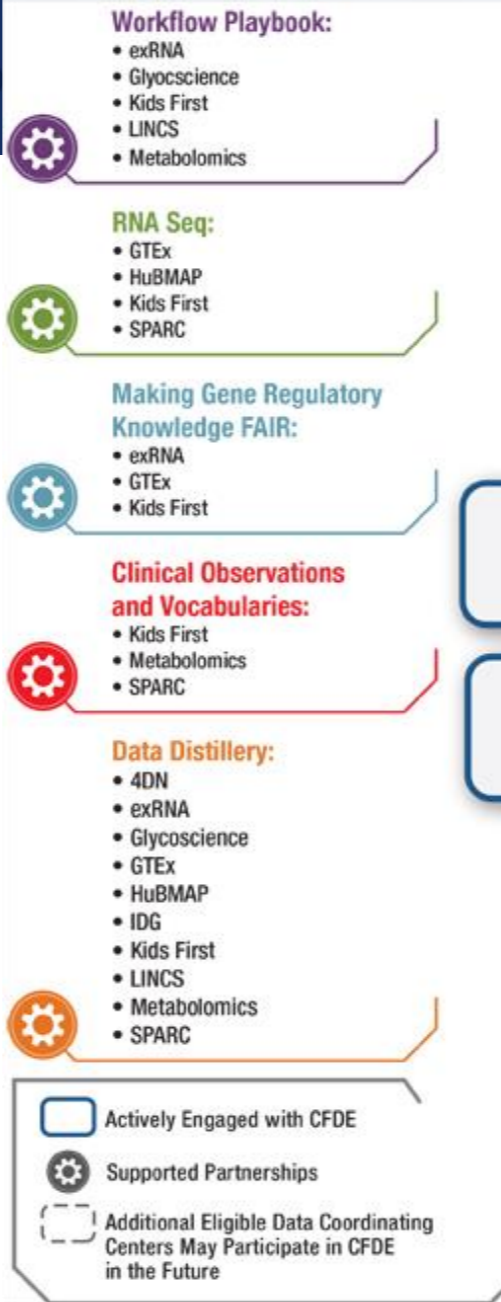 Workflow Playbook:
• exRNA
• Glyocscience
• Kids First
• LINCS
• Metabolomics
RNA Seq:
• GTEx
• HuBMAP
• Kids First
• SPARC
Making Gene Regulatory
Knowledge FAIR:
• exRNA
• GTEx
• Kids First
Clinical Observations
and Vocabularies:
• Kids First
• Metabolomics
• SPARC
Data Distillery:
• 4DN
• exRNA
• Glycoscience
• GTEx
• HuBMAP
• IDG
• Kids First
• LINCS
• Metabolomics
• SPARC
Actively Engaged with CFDE
Supported Partnerships
Additional Eligible Data Coordinating
Centers May Participate in CFDE
in the Future